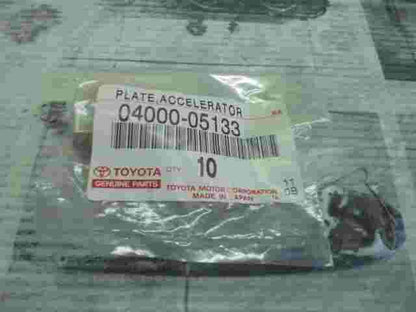 PLATE, ACCELERATOR
04000-05133
TOYOTA
GENUINE PARTS
QTY
10
TOYOTA MOTOR CORPORATION
MADE IN JAPAN